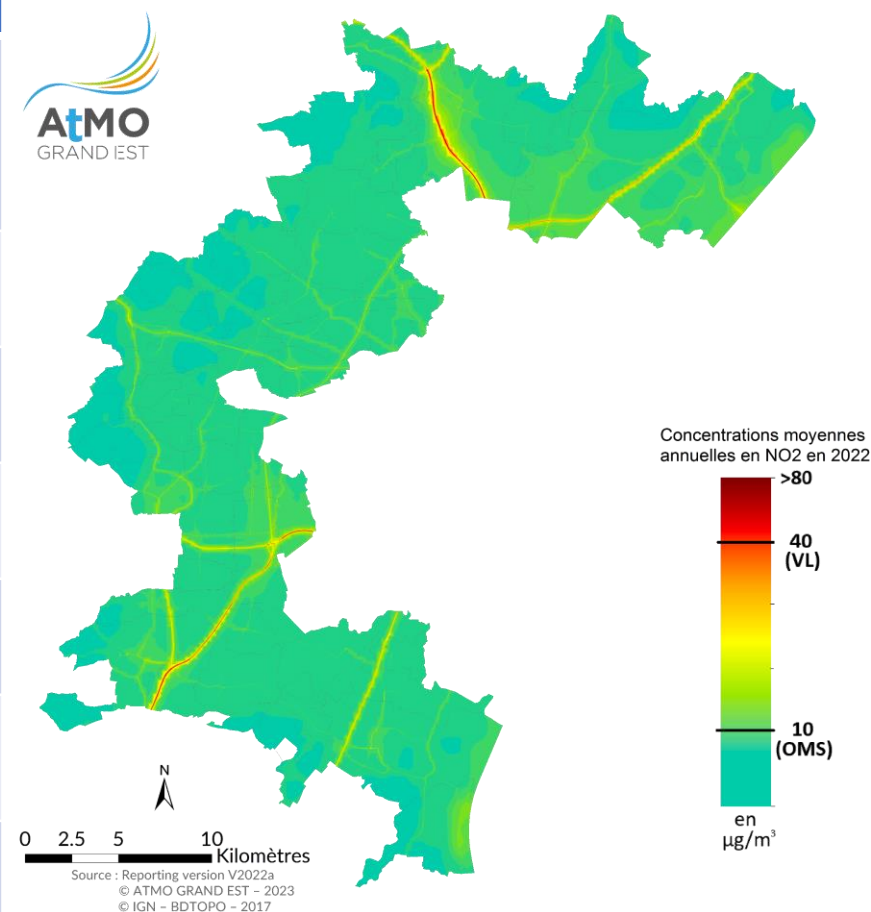 AtMO
GRAND EST
Concentrations moyennes
annuelles en NO2 en 2022
>80
40
(VL)
10
(OMS)
en
µg/m³
N
0 2.5 5 10
Kilomètres
Source : Reporting version V2022a
© ATMO GRAND EST – 2023
© IGN – BDTOPO – 2017